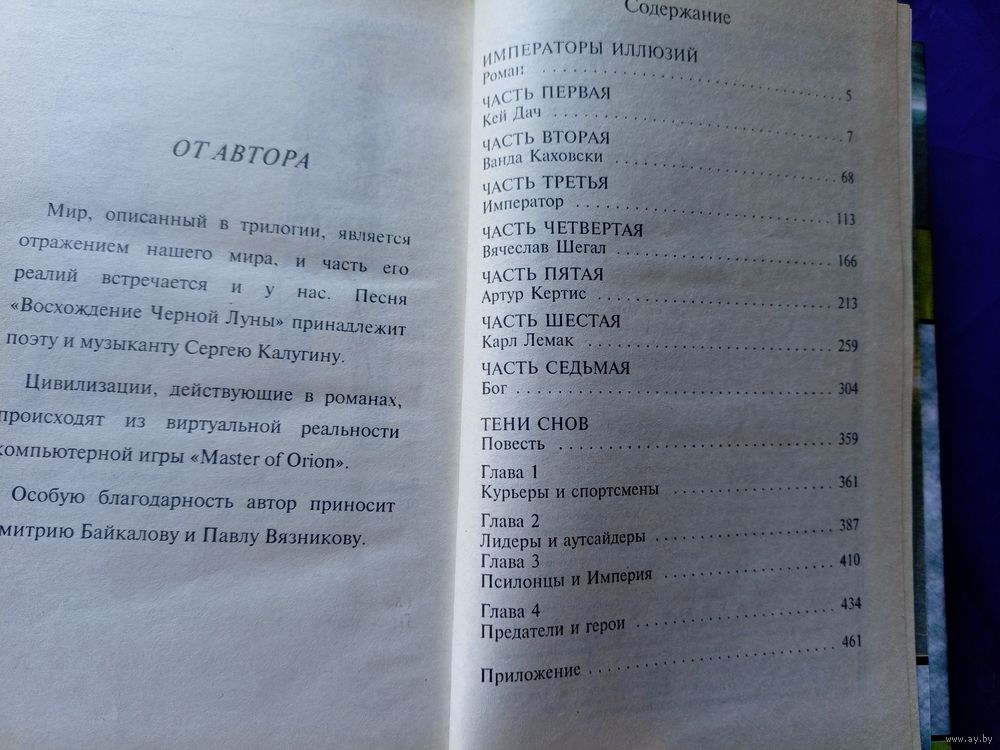 ОТ АВТОРА
Мир, описанный в трилогии, является
отражением нашего мира, и часть его
реалий встречается и у нас. Песня
«Восхождение Черной Луны» принадлежит
поэту и музыканту Сергею Калугину.
Цивилизации, действующие в романах,
происходят из виртуальной реальности
компьютерной игры «Master of Orion».
Особую благодарность автор приносит
митрию Байкалову и Павлу Вязникову.
Содержание
ИМПЕРАТОРЫ ИЛЛЮЗИЙ
Роман ..... 5
ЧАСТЬ ПЕРВАЯ
Кей Дач ..... 7
ЧАСТЬ ВТОРАЯ
Ванда Каховски ..... 68
ЧАСТЬ ТРЕТЬЯ
Император ..... 113
ЧАСТЬ ЧЕТВЕРТАЯ
Вячеслав Шегал ..... 166
ЧАСТЬ ПЯТАЯ
Артур Кертис ..... 213
ЧАСТЬ ШЕСТАЯ
Карл Лемак ..... 259
ЧАСТЬ СЕДЬМАЯ
Бог ..... 304
ТЕНИ СНОВ
Повесть ..... 359
Глава 1
Курьеры и спортсмены ..... 361
Глава 2
Лидеры и аутсайдеры ..... 387
Глава 3
Псилонцы и Империя ..... 410
Глава 4
Предатели и герои ..... 434
Приложение ..... 461
www.ay.by